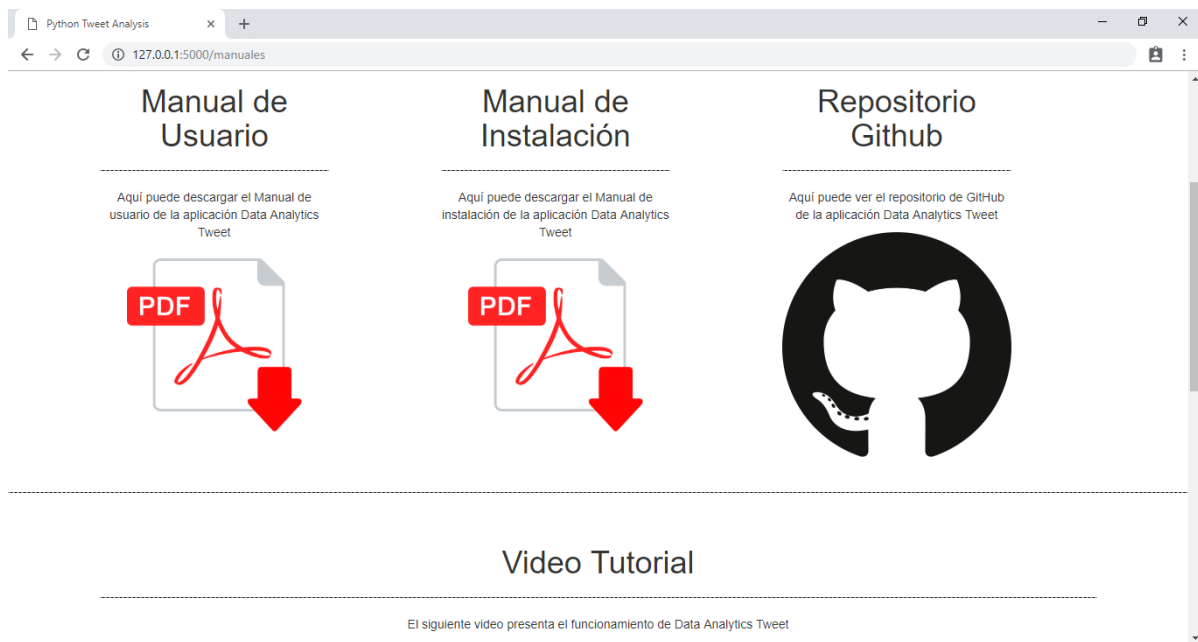 Python Tweet Analysis
127.0.0.1:5000/manuales
Manual de
Usuario
Aquí puede descargar el Manual de
usuario de la aplicación Data Analytics
Tweet
PDF
Manual de
Instalación
Aquí puede descargar el Manual de
instalación de la aplicación Data Analytics
Tweet
PDF
Repositorio
Github
Aquí puede ver el repositorio de GitHub
de la aplicación Data Analytics Tweet
Video Tutorial
El siguiente video presenta el funcionamiento de Data Analytics Tweet